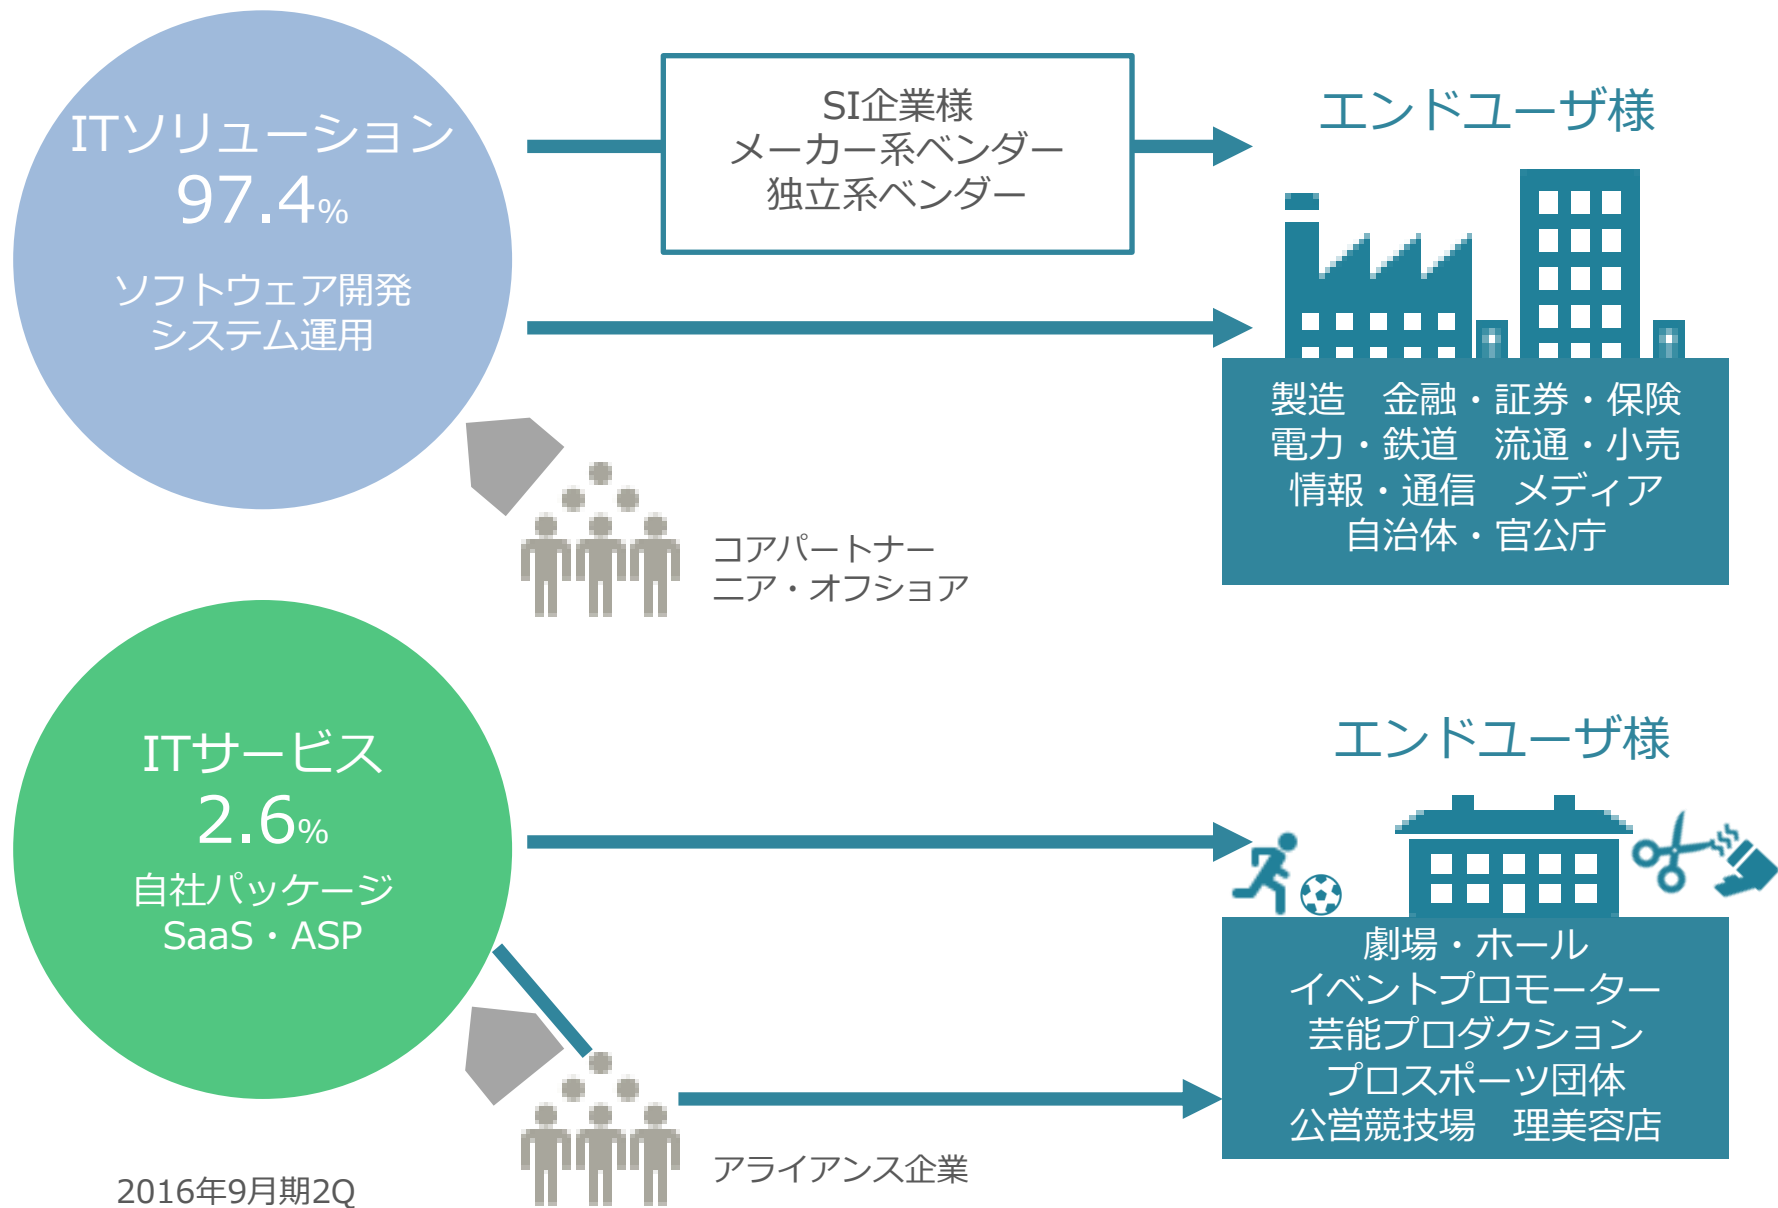 ITソリューション
97.4%
ソフトウェア開発
システム運用
SI企業様
メーカー系ベンダー
独立系ベンダー
エンドユーザ様
製造　金融・証券・保険
電力・鉄道　流通・小売
情報・通信　メディア
自治体・官公庁
コアパートナー
ニア・オフショア
ITサービス
2.6%
自社パッケージ
SaaS・ASP
エンドユーザ様
劇場・ホール
イベントプロモーター
芸能プロダクション
プロスポーツ団体
公営競技場　理美容店
アライアンス企業
2016年9月期2Q